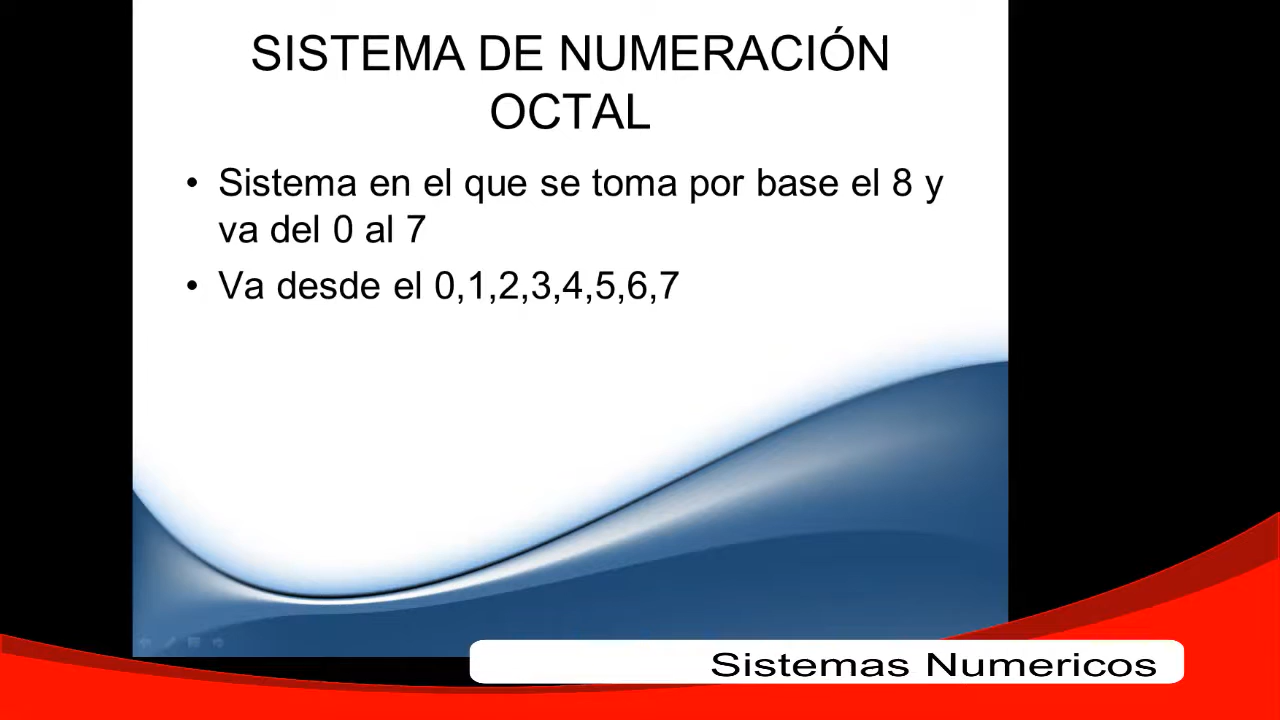 SISTEMA DE NUMERACIÓN
OCTAL
• Sistema en el que se toma por base el 8 y
va del 0 al 7
• Va desde el 0,1,2,3,4,5,6,7
Sistemas Numericos